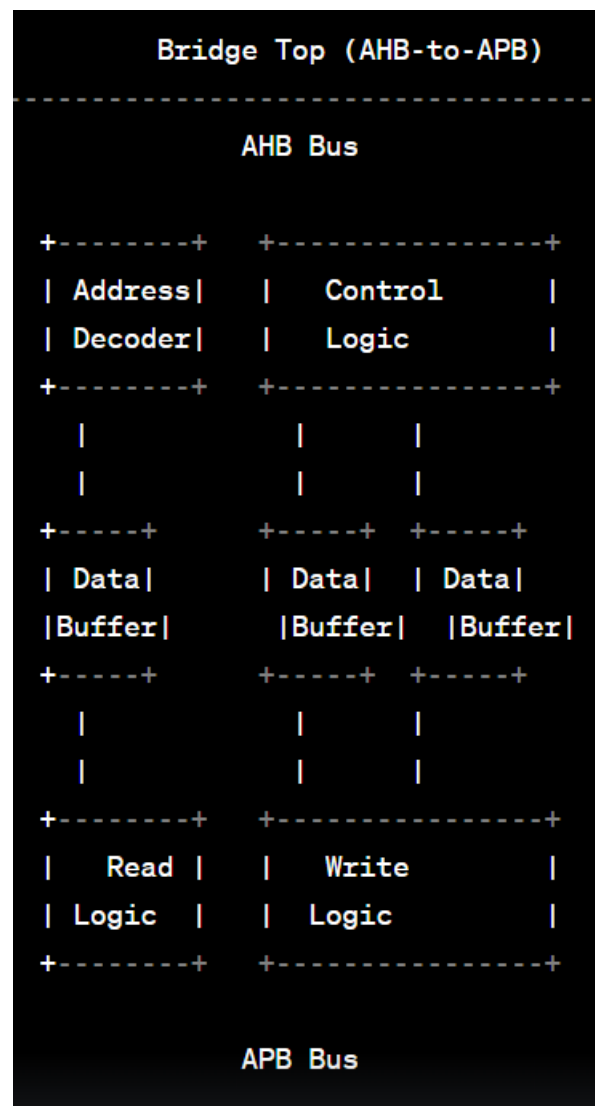 Bridge Top (AHB-to-APB)
-------------------------------------
AHB Bus
+--------+   +----------------+
| Address|   |   Control      |
| Decoder|   |   Logic        |
+--------+   +----------------+
  |            |      |
  |            |      |
+-----+      +-----+  +-----+
| Data|      | Data|  | Data|
|Buffer|      |Buffer|  |Buffer|
+-----+      +-----+  +-----+
  |            |      |
  |            |      |
+--------+   +----------------+
|   Read |   |   Write        |
| Logic  |   |  Logic         |
+--------+   +----------------+
APB Bus